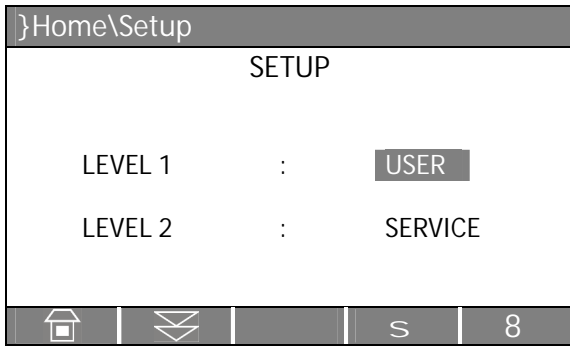 }Home\Setup
SETUP
LEVEL 1 : USER
LEVEL 2 : SERVICE
s 8